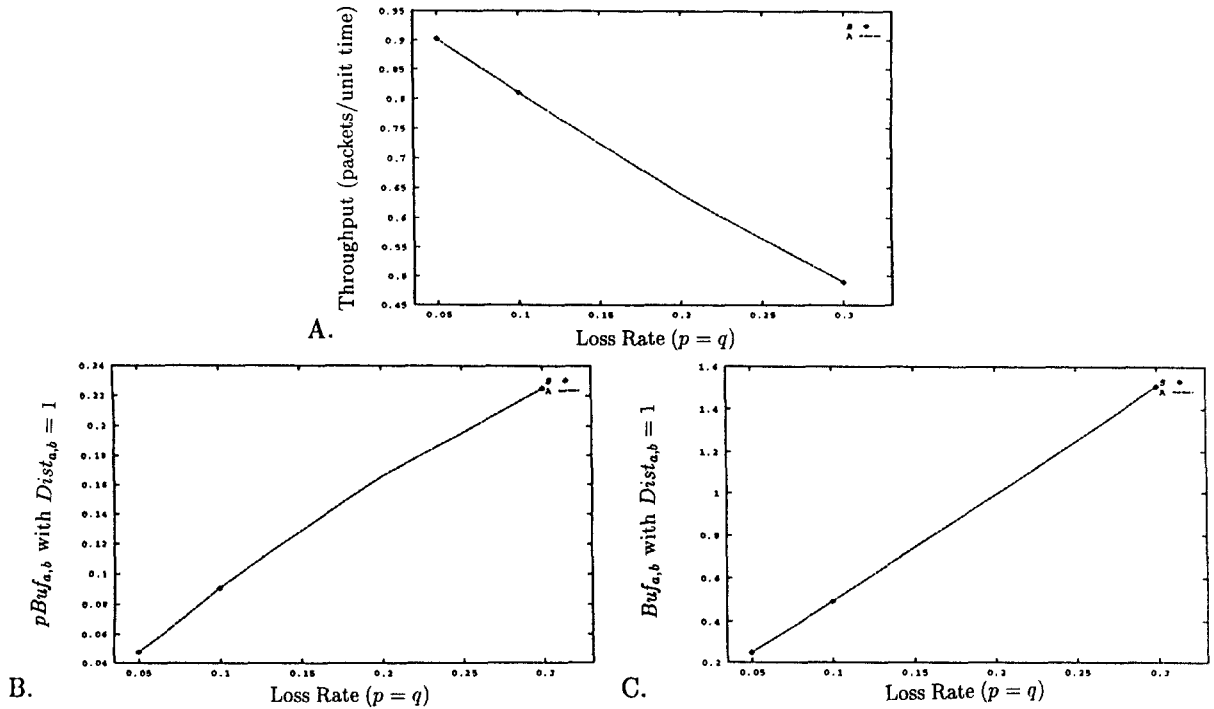 0.95
0.9
0.85
0.8
0.75
0.7
0.65
0.6
0.55
0.5
0.45
Throughput (packets/unit time)
B
A
0.05 0.1 0.15 0.2 0.25 0.3
Loss Rate (p = q)
A.
0.24
0.22
0.2
0.18
0.16
0.14
0.12
0.1
0.08
0.06
0.04
pBuf_{a,b} with Dist_{a,b} = 1
A
0.05 0.1 0.15 0.2 0.25 0.3
Loss Rate (p = q)
B.
1.6
1.4
1.2
1
0.8
0.6
0.4
0.2
Buf_{a,b} with Dist_{a,b} = 1
A
0.05 0.1 0.15 0.2 0.25
Loss Rate (p = q)
C.